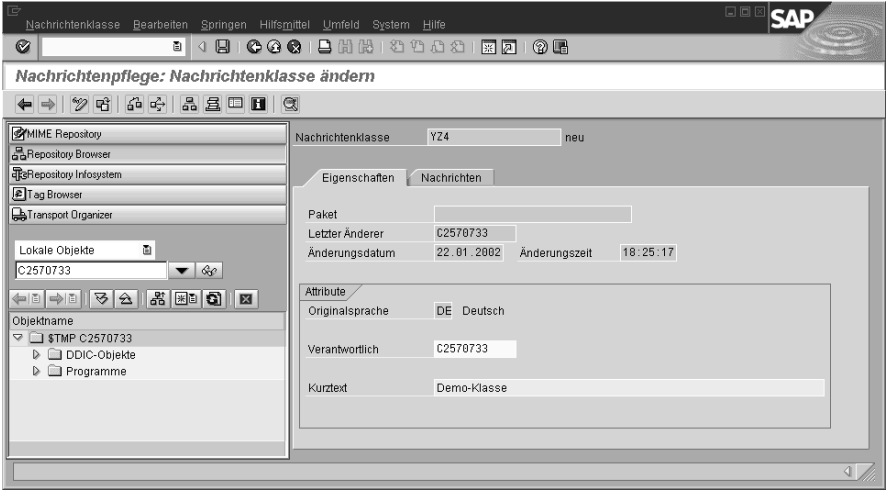 Nachrichtenklasse Bearbeiten Springen Hilfsmittel Umfeld System Hilfe
SAP
Nachrichtenpflege: Nachrichtenklasse ändern
MIME Repository
Repository Browser
Repository Infosystem
Tag Browser
Transport Organizer
Lokale Objekte
C2570733
Objektname
$TMP C2570733
DDIC-Objekte
Programme
Nachrichtenklasse YZ4 neu
Eigenschaften Nachrichten
Paket
Letzter Änderer C2570733
Änderungsdatum 22.01.2002 Änderungszeit 18:25:17
Attribute
Originalsprache DE Deutsch
Verantwortlich C2570733
Kurztext Demo-Klasse